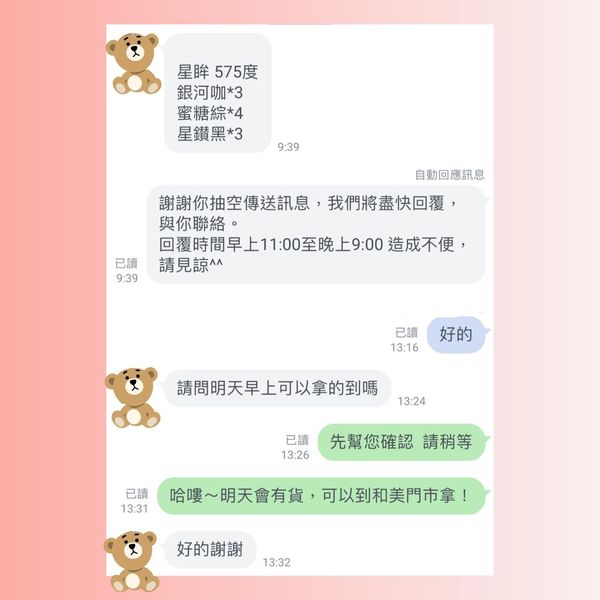 星眸 575度
銀河咖*3
蜜糖綜*4
星鑽黑*3
9:39
自動回應訊息
謝謝你抽空傳送訊息，我們將盡快回覆，
與你聯絡。
回覆時間早上11:00至晚上9:00 造成不便，
請見諒^^
已讀
9:39
好的
已讀
13:16
請問明天早上可以拿的到嗎
13:24
先幫您確認 請稍等
已讀
13:26
哈嘍～明天會有貨，可以到和美門市拿！
已讀
13:31
好的謝謝
13:32